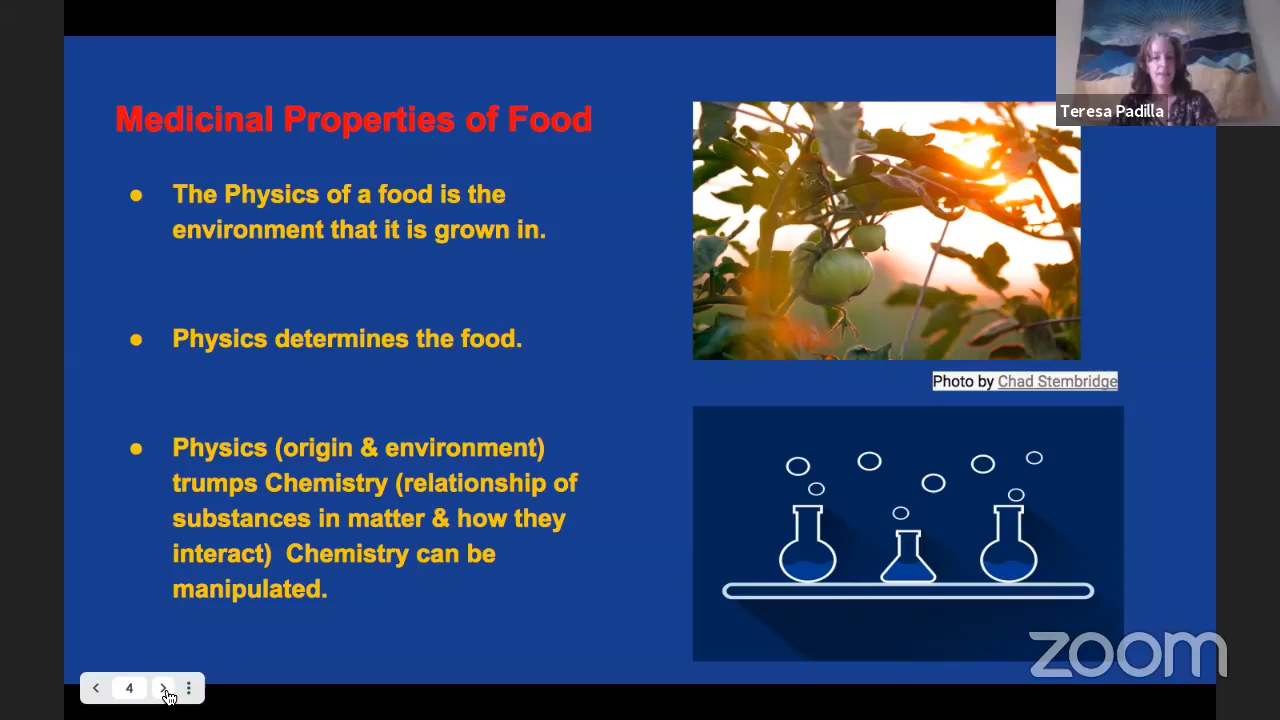 Teresa Padilla
Medicinal Properties of Food
● The Physics of a food is the
environment that it is grown in.
● Physics determines the food.
● Physics (origin & environment)
trumps Chemistry (relationship of
substances in matter & how they
interact)  Chemistry can be
manipulated.
Photo by Chad Stembridge
zoom
4